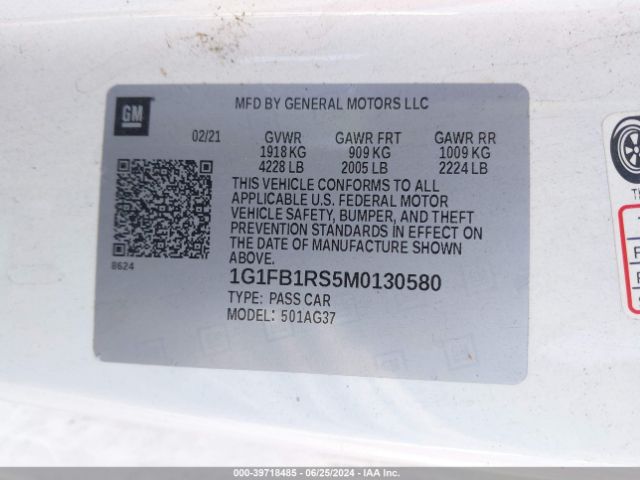 MFD BY GENERAL MOTORS LLC
GM
02/21 GVWR GAWR FRT GAWR RR
1918 KG 909 KG 1009 KG
4228 LB 2005 LB 2224 LB
THIS VEHICLE CONFORMS TO ALL
APPLICABLE U.S. FEDERAL MOTOR
VEHICLE SAFETY, BUMPER, AND THEFT
PREVENTION STANDARDS IN EFFECT ON
THE DATE OF MANUFACTURE SHOWN
ABOVE.
8624
1G1FB1RS5M0130580
TYPE: PASS CAR
MODEL: 501AG37
000-39718485 - 06/25/2024 - IAA Inc.